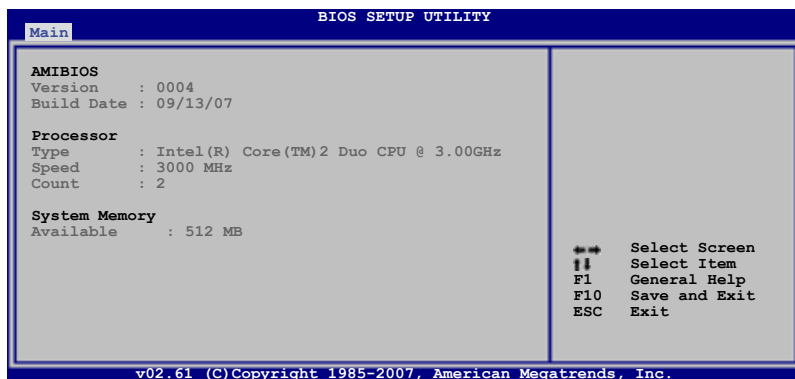 BIOS SETUP UTILITY
Main
AMIBIOS
Version : 0004
Build Date : 09/13/07
Processor
Type : Intel(R) Core(TM)2 Duo CPU @ 3.00GHz
Speed : 3000 MHz
Count : 2
System Memory
Available : 512 MB
←→ Select Screen
↑↓ Select Item
F1 General Help
F10 Save and Exit
ESC Exit
v02.61 (C)Copyright 1985-2007, American Megatrends, Inc.